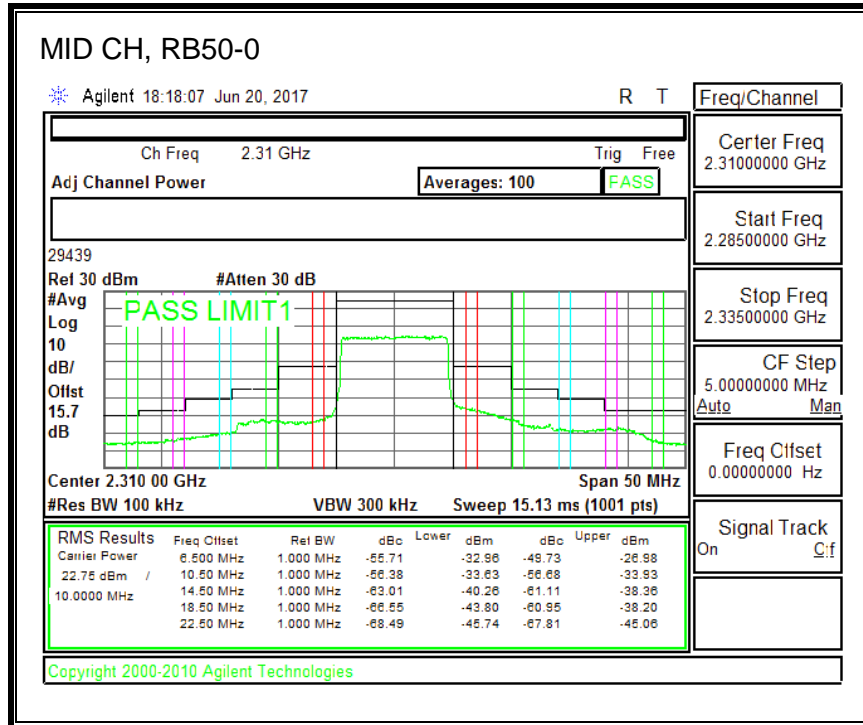 MID CH, RB50-0
Agilent 18:18:07 Jun 20, 2017 R T
Freq/Channel
Ch Freq 2.31 GHz Trig Free
Adj Channel Power Averages: 100 PASS
Center Freq
2.31000000 GHz
Start Freq
2.28500000 GHz
Stop Freq
2.33500000 GHz
CF Step
5.00000000 MHz
Auto Man
Freq Offset
0.00000000 Hz
Signal Track
On Off
29439
Ref 30 dBm #Atten 30 dB
#Avg
Log
10
dB/
Offst
15.7
dB
PASS LIMIT1
Center 2.310 00 GHz Span 50 MHz
#Res BW 100 kHz VBW 300 kHz Sweep 15.13 ms (1001 pts)
RMS Results Freq Offset Ref BW dBc Lower dBm dBc Upper dBm
Carrier Power 6.500 MHz 1.000 MHz -55.71 -32.96 -49.73 -26.98
22.75 dBm / 10.50 MHz 1.000 MHz -56.38 -33.63 -56.68 -33.93
10.0000 MHz 14.50 MHz 1.000 MHz -63.01 -40.26 -61.11 -38.36
18.50 MHz 1.000 MHz -66.55 -43.80 -60.95 -38.20
22.50 MHz 1.000 MHz -68.49 -45.74 -67.81 -45.06
Copyright 2000-2010 Agilent Technologies